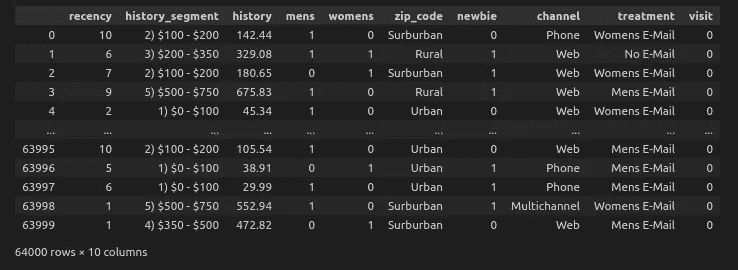 recency history_segment history mens womens zip_code newbie channel treatment visit
0 10 2) $100 - $200 142.44 1 0 Surburban 0 Phone Womens E-Mail 0
1 6 3) $200 - $350 329.08 1 1 Rural 1 Web No E-Mail 0
2 7 2) $100 - $200 180.65 0 1 Surburban 1 Web Womens E-Mail 0
3 9 5) $500 - $750 675.83 1 0 Rural 1 Web Mens E-Mail 0
4 2 1) $0 - $100 45.34 1 0 Urban 0 Web Womens E-Mail 0
... ... ... ... ... ... ... ... ... ... ...
63995 10 2) $100 - $200 105.54 1 0 Urban 0 Web Mens E-Mail 0
63996 5 1) $0 - $100 38.91 0 1 Urban 1 Phone Mens E-Mail 0
63997 6 1) $0 - $100 29.99 1 0 Urban 1 Phone Mens E-Mail 0
63998 1 5) $500 - $750 552.94 1 0 Surburban 1 Multichannel Womens E-Mail 0
63999 1 4) $350 - $500 472.82 0 1 Surburban 0 Web Mens E-Mail 0
64000 rows × 10 columns